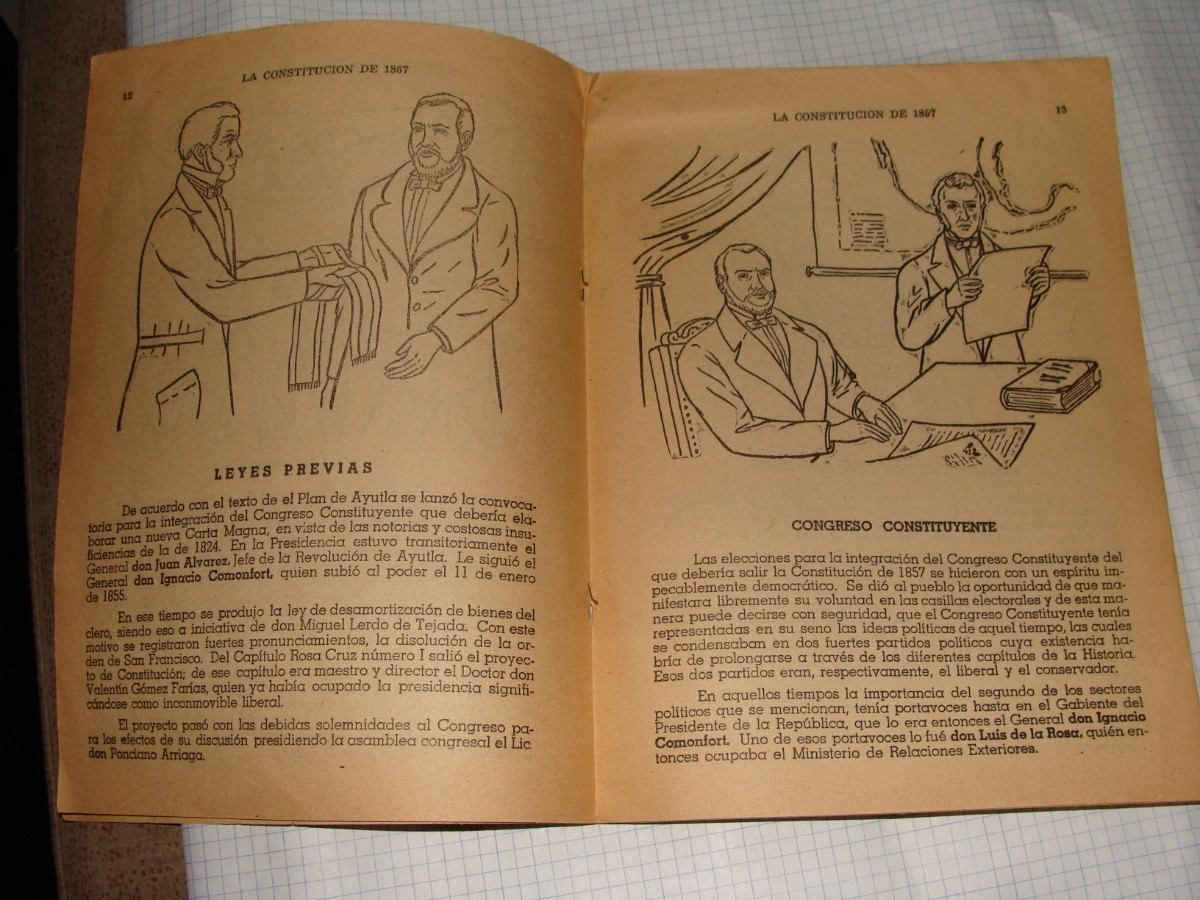 LA CONSTITUCION DE 1857
12
LEYES PREVIAS
De acuerdo con el texto de el Plan de Ayutla se lanzó la convoca-
toria para la integración del Congreso Constituyente que debería ela-
borar una nueva Carta Magna, en vista de las notorias y costosas insu-
ficiencias de la de 1824. En la Presidencia estuvo transitoriamente el
General don Juan Alvarez, Jefe de la Revolución de Ayutla. Le siguió el
General don Ignacio Comonfort, quien subió al poder el 11 de enero
de 1855.
En ese tiempo se produjo la ley de desamortización de bienes del
clero, siendo eso a iniciativa de don Miguel Lerdo de Tejada. Con este
motivo se registraron fuertes pronunciamientos, la disolución de la or-
den de San Francisco. Del Capítulo Rosa Cruz número I salió el proyec-
to de Constitución; de ese capítulo era maestro y director el Doctor don
Valentín Gómez Farías, quien ya había ocupado la presidencia signifi-
cándose como inconmovible liberal.
El proyecto pasó con las debidas solemnidades al Congreso pa-
ra los efectos de su discusión presidiendo la asamblea congresal el Lic.
don Ponciano Arriaga.
LA CONSTITUCION DE 1857
13
CONGRESO CONSTITUYENTE
Las elecciones para la integración del Congreso Constituyente del
que debería salir la Constitución de 1857 se hicieron con un espíritu im-
pecablemente democrático. Se dió al pueblo la oportunidad de que ma-
nifestara libremente su voluntad en las casillas electorales y de esta ma-
nera puede decirse con seguridad, que el Congreso Constituyente tenía
representadas en su seno las ideas políticas de aquel tiempo, las cuales
se condensaban en dos fuertes partidos políticos cuya existencia ha-
bría de prolongarse a través de los diferentes capítulos de la Historia.
Esos dos partidos eran, respectivamente, el liberal y el conservador.
En aquellos tiempos la importancia del segundo de los sectores
políticos que se mencionan, tenía portavoces hasta en el Gabiente del
Presidente de la República, que lo era entonces el General don Ignacio
Comonfort. Uno de esos portavoces lo fué don Luis de la Rosa, quién en-
tonces ocupaba el Ministerio de Relaciones Exteriores.